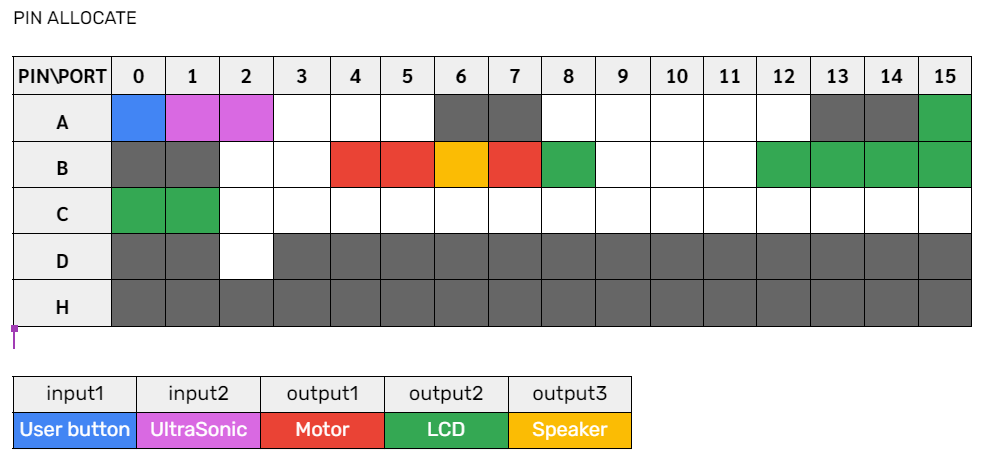 PIN ALLOCATE
PIN\PORT 0 1 2 3 4 5 6 7 8 9 10 11 12 13 14 15
A
B
C
D
H
input1 input2 output1 output2 output3
User button UltraSonic Motor LCD Speaker